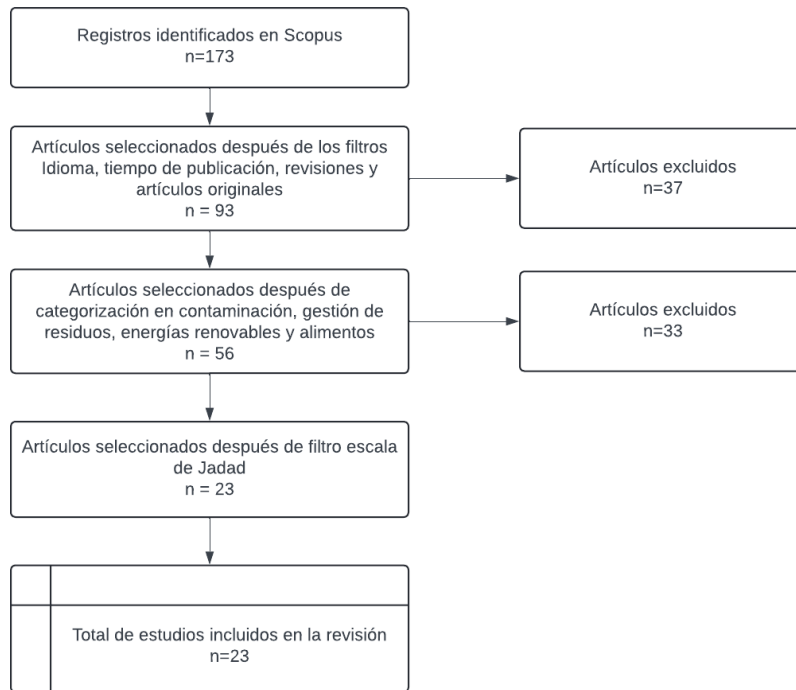 Registros identificados en Scopus
n=173
Artículos seleccionados después de los filtros
Idioma, tiempo de publicación, revisiones y
artículos originales
n = 93
Artículos excluidos
n=37
Artículos seleccionados después de
categorización en contaminación, gestión de
residuos, energías renovables y alimentos
n = 56
Artículos excluidos
n=33
Artículos seleccionados después de filtro escala
de Jadad
n = 23
Total de estudios incluidos en la revisión
n=23